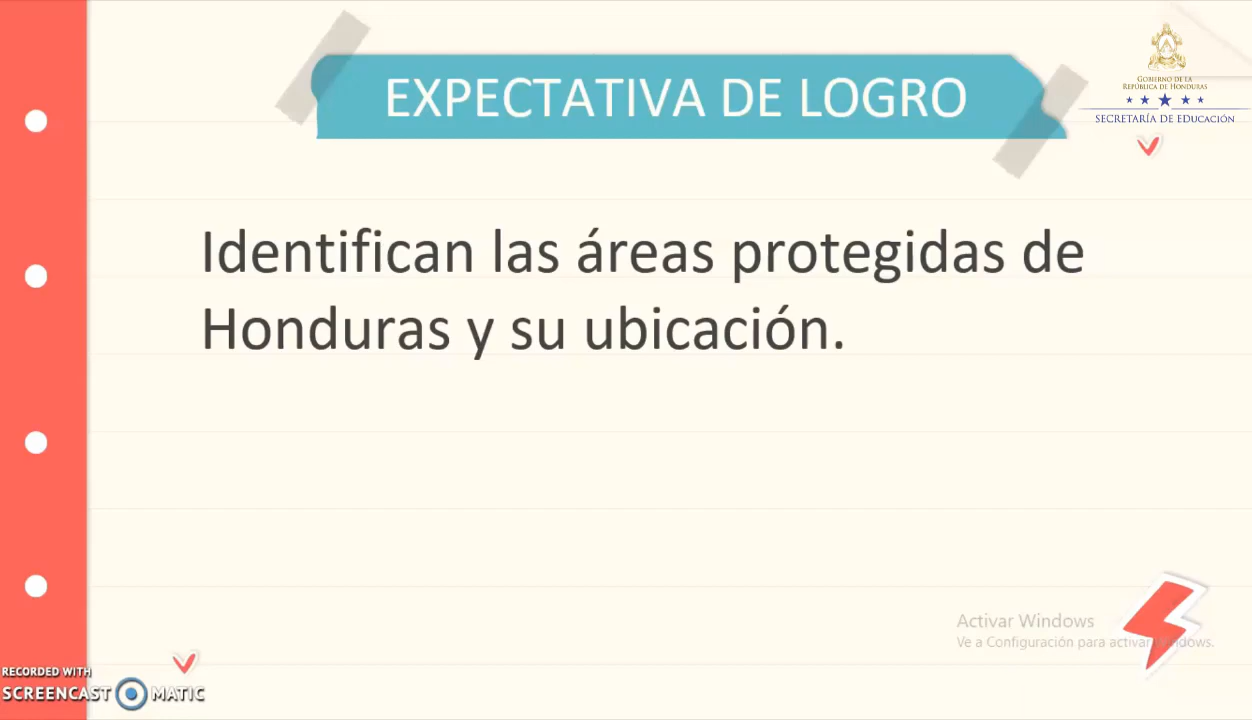 EXPECTATIVA DE LOGRO
GOBIERNO DE LA
REPÚBLICA DE HONDURAS
SECRETARÍA DE EDUCACIÓN
Identifican las áreas protegidas de
Honduras y su ubicación.
Activar Windows
Ve a Configuración para activar Windows.
RECORDED WITH
SCREENCAST MATIC